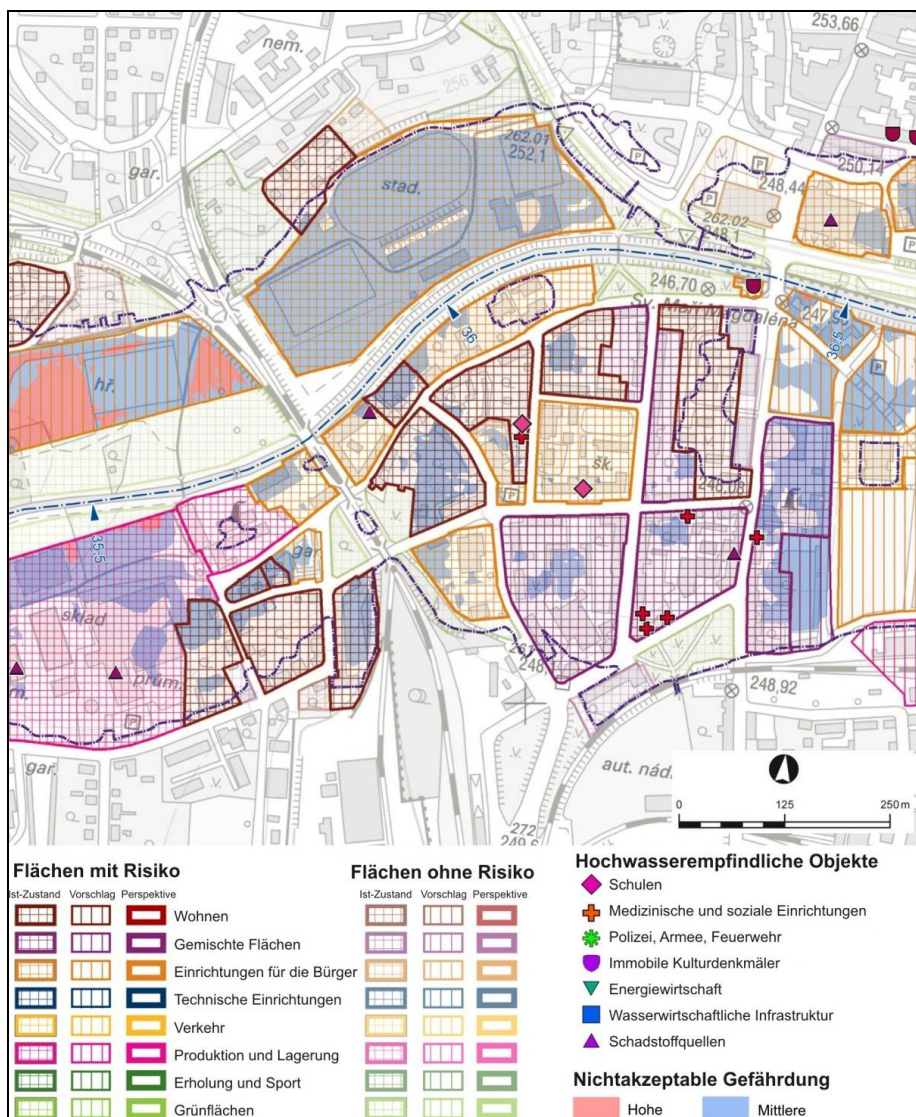 253,66
nem.
256
262.01
252,1
250,14
gar.
stad.
248,44
262.02
248,1
246,70
Sv. Maří Magdaléna
247,9
36
36,5
hř.
šk.
35,5
gar.
sklad
prům.
m.
248,92
gar.
aut. nádr.
272
0 125 250 m
Flächen mit Risiko
Ist-Zustand Vorschlag Perspektive
Wohnen
Gemischte Flächen
Einrichtungen für die Bürger
Technische Einrichtungen
Verkehr
Produktion und Lagerung
Erholung und Sport
Grünflächen
Flächen ohne Risiko
Ist-Zustand Vorschlag Perspektive
Hochwasserempfindliche Objekte
Schulen
Medizinische und soziale Einrichtungen
Polizei, Armee, Feuerwehr
Immobile Kulturdenkmäler
Energiewirtschaft
Wasserwirtschaftliche Infrastruktur
Schadstoffquellen
Nichtakzeptable Gefährdung
Hohe Mittlere